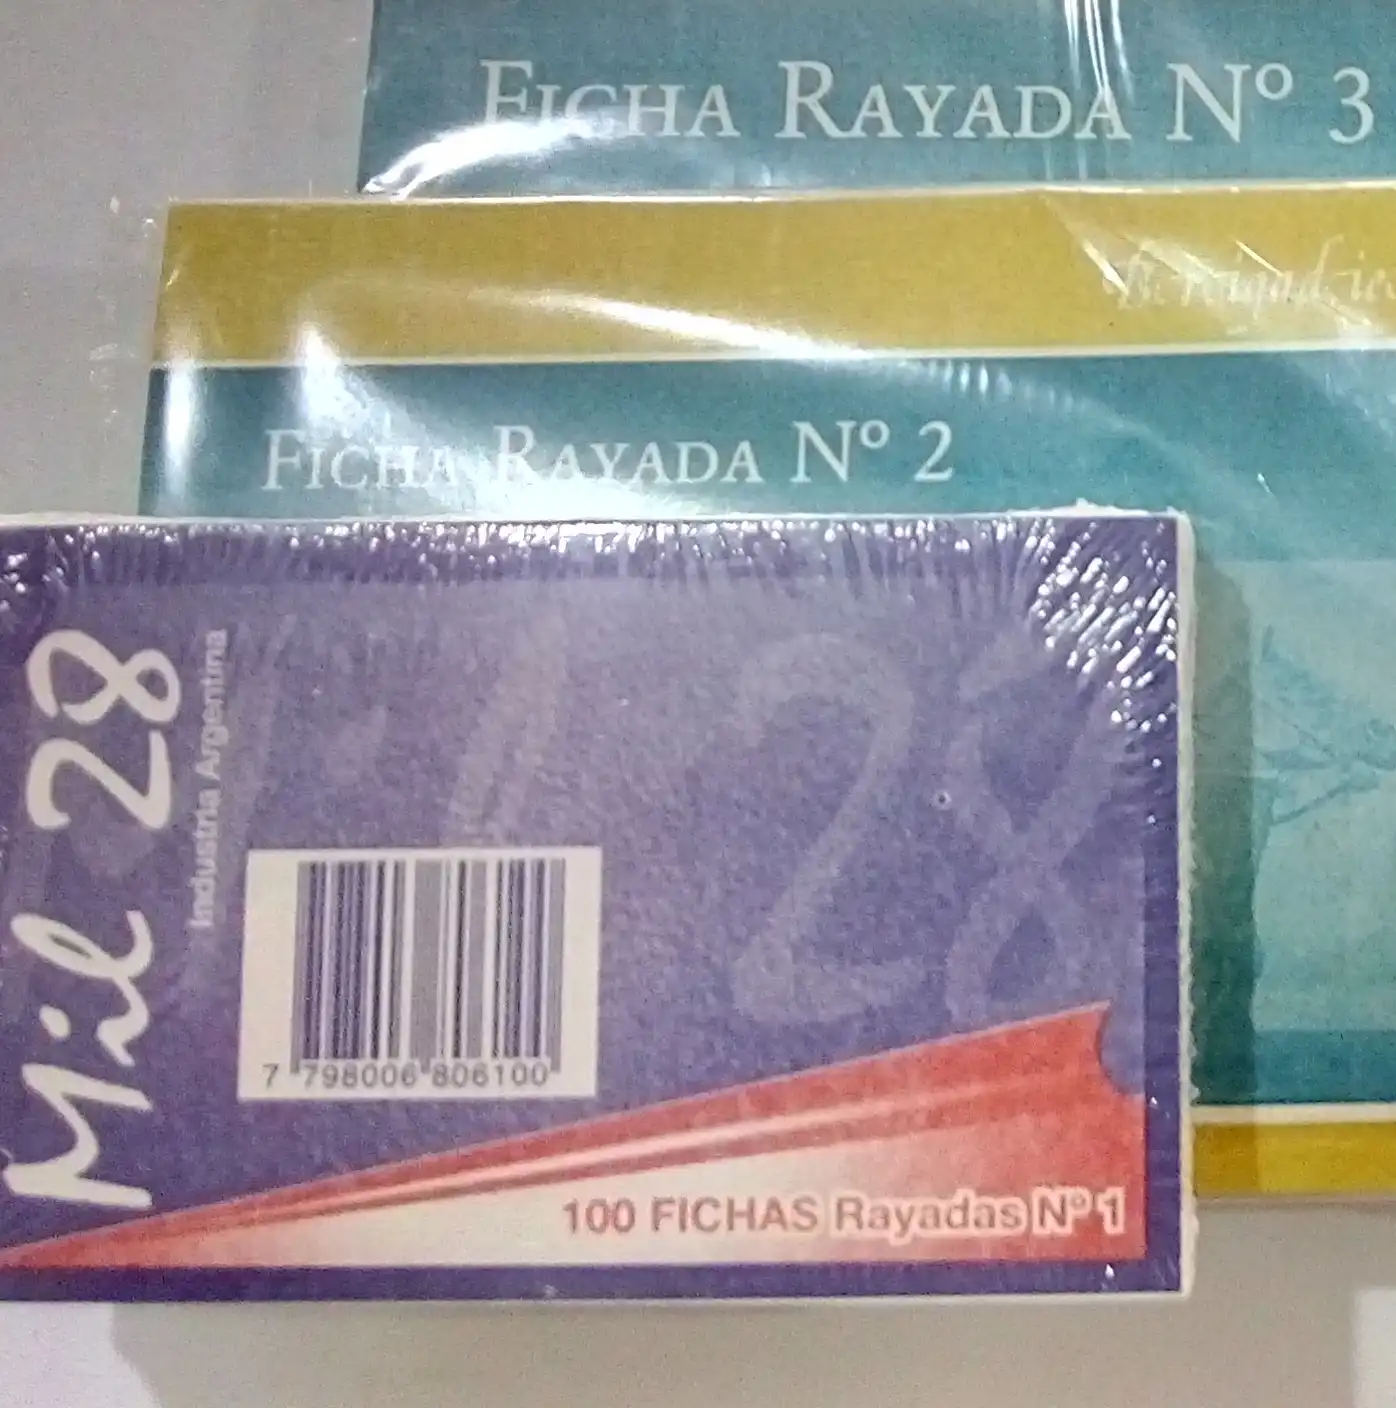 FICHA RAYADA Nº 3
FICHA RAYADA Nº 2
Mil 28
Industria Argentina
7 798006 806100
28
100 FICHAS Rayadas Nº 1